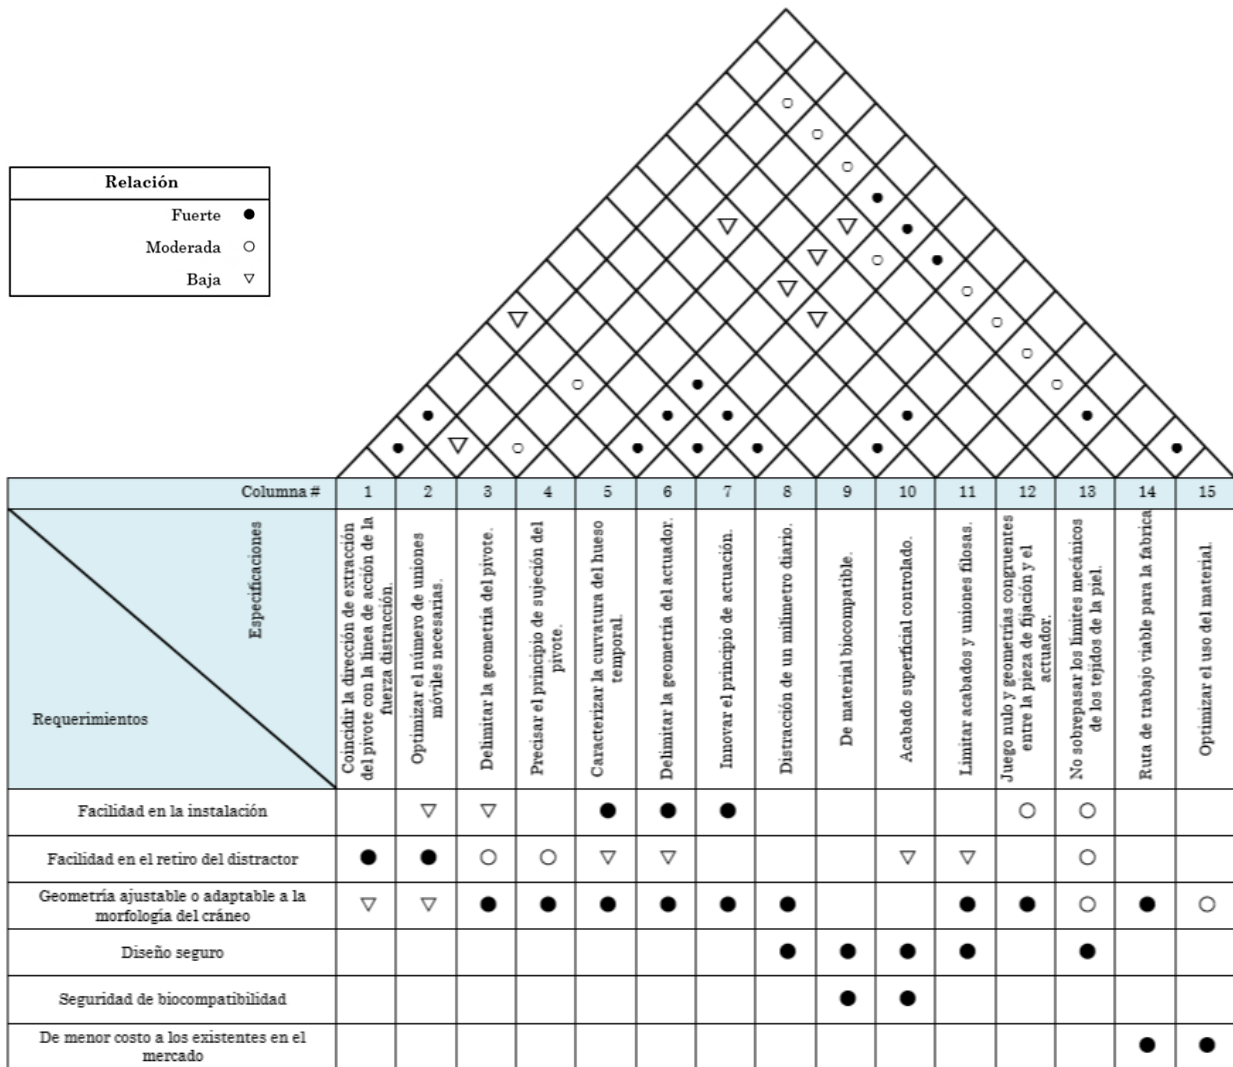 Relación
Fuerte ●
Moderada ○
Baja ▽
Columna #
1 2 3 4 5 6 7 8 9 10 11 12 13 14 15
Especificaciones
Requerimientos
Coincidir la dirección de extracción
del pivote con la línea de acción de la
fuerza distracción.
Optimizar el número de uniones
móviles necesarias.
Delimitar la geometría del pivote.
Precisar el principio de sujeción del
pivote.
Caracterizar la curvatura del hueso
temporal.
Delimitar la geometría del actuador.
Innovar el principio de actuación.
Distracción de un milímetro diario.
De material biocompatible.
Acabado superficial controlado.
Limitar acabados y uniones filosas.
Juego nulo y geometrías congruentes
entre la pieza de fijación y el
actuador.
No sobrepasar los limites mecánicos
de los tejidos de la piel.
Ruta de trabajo viable para la fabrica
Optimizar el uso del material.
Facilidad en la instalación
Facilidad en el retiro del distractor
Geometría ajustable o adaptable a la
morfología del cráneo
Diseño seguro
Seguridad de biocompatibilidad
De menor costo a los existentes en el
mercado